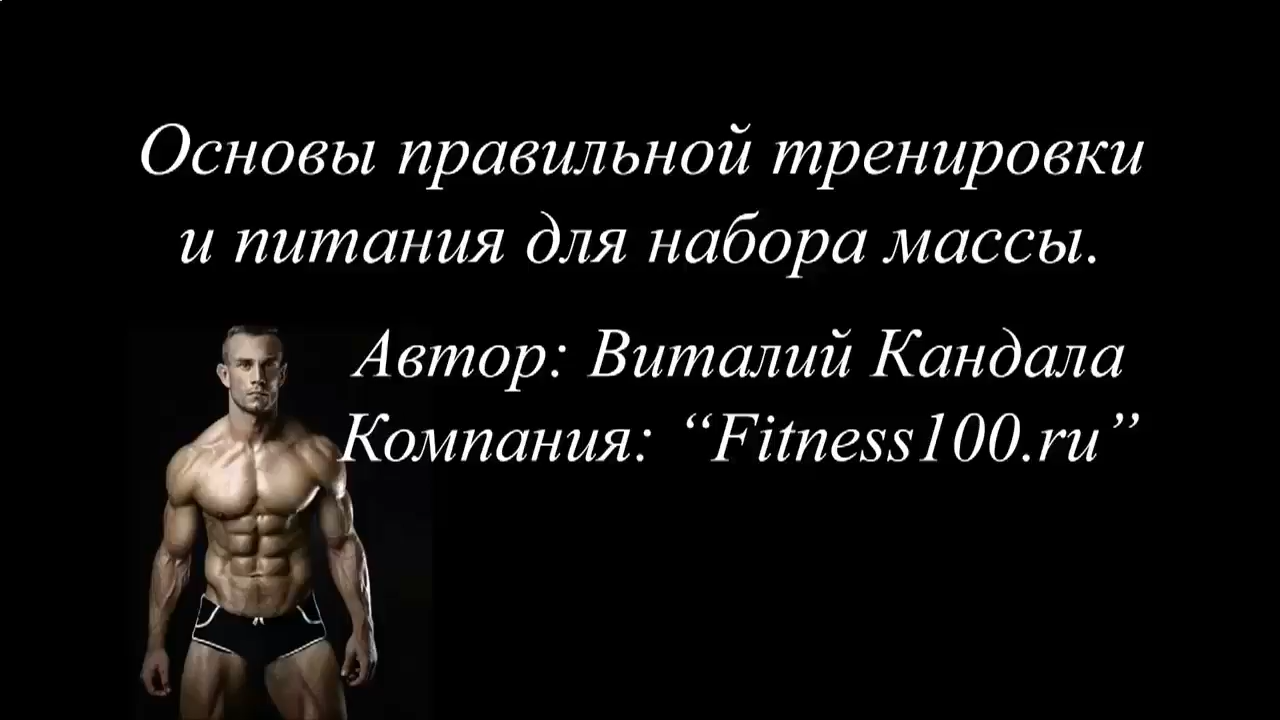 Основы правильной тренировки
и питания для набора массы.
Автор: Виталий Кандала
Компания: “Fitness100.ru”